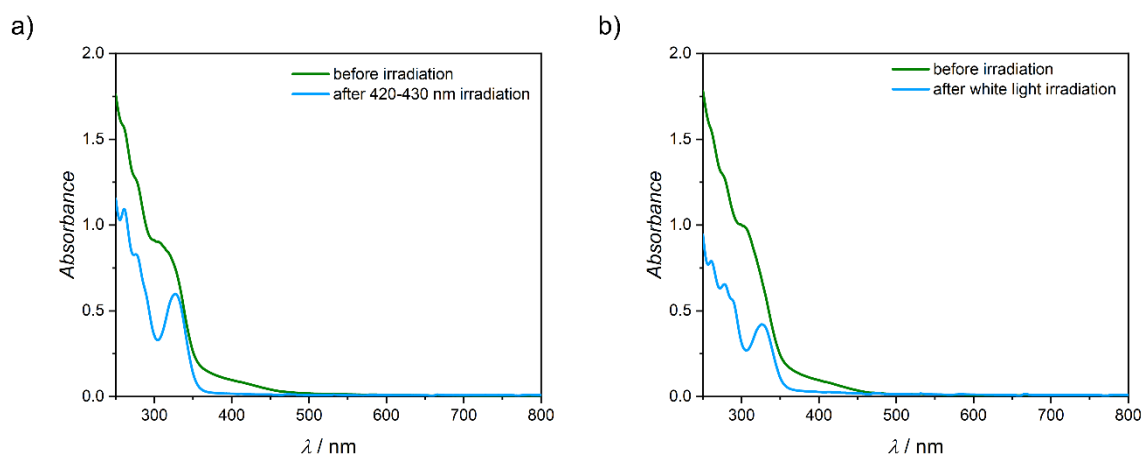 a)
2.0
1.5
1.0
0.5
0.0
Absorbance
before irradiation
after 420-430 nm irradiation
300 400 500 600 700 800
λ / nm
b)
2.0
1.5
1.0
0.5
0.0
Absorbance
before irradiation
after white light irradiation
300 400 500 600 700 800
λ / nm